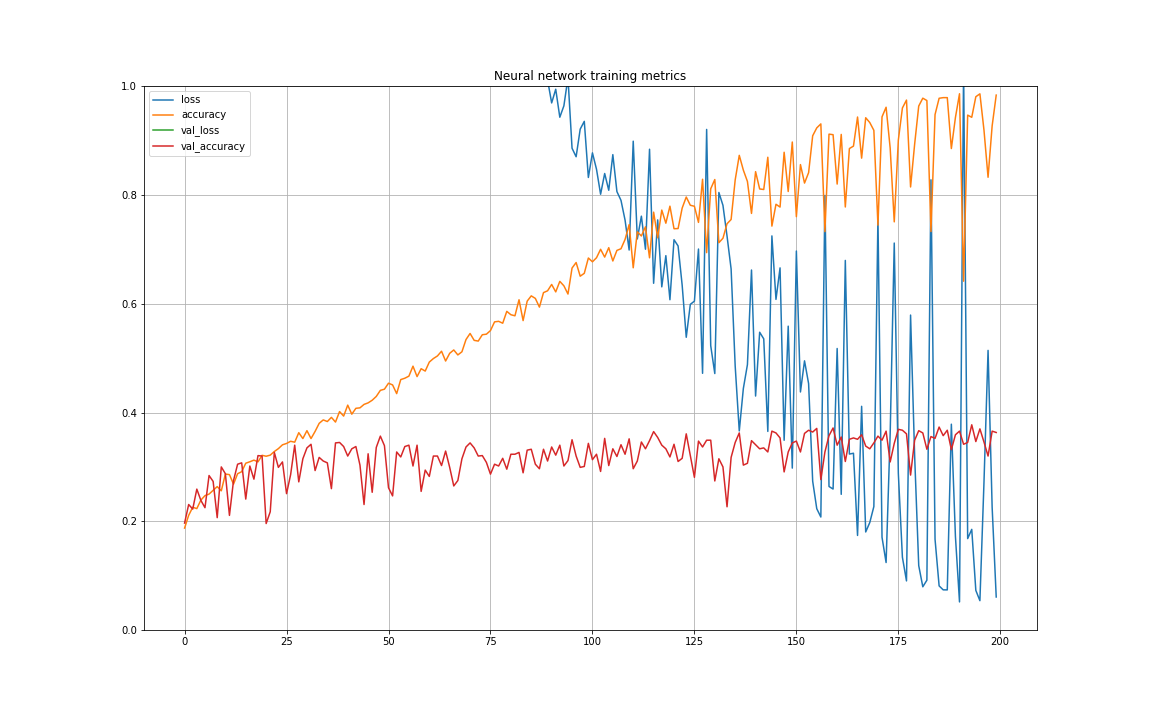 Neural network training metrics
1.0
loss
accuracy
val_loss
val_accuracy
0.8
0.6
0.4
0.2
0.0
0 25 50 75 100 125 150 175 200